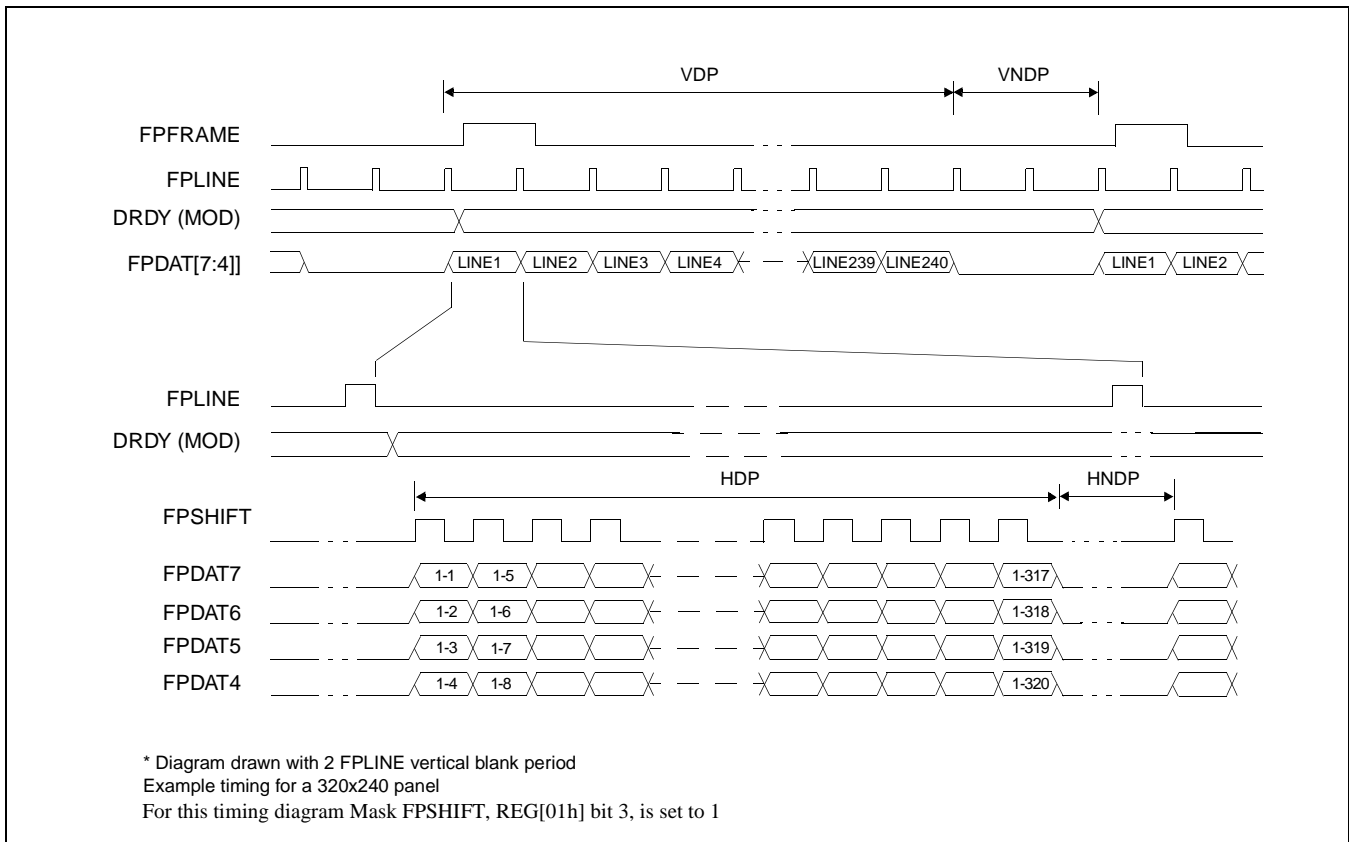 VDP VNDP
FPFRAME
FPLINE
DRDY (MOD)
FPDAT[7:4]] LINE1 LINE2 LINE3 LINE4 LINE239 LINE240 LINE1 LINE2
FPLINE
DRDY (MOD)
HDP HNDP
FPSHIFT
FPDAT7 1-1 1-5 1-317
FPDAT6 1-2 1-6 1-318
FPDAT5 1-3 1-7 1-319
FPDAT4 1-4 1-8 1-320
* Diagram drawn with 2 FPLINE vertical blank period
Example timing for a 320x240 panel
For this timing diagram Mask FPSHIFT, REG[01h] bit 3, is set to 1